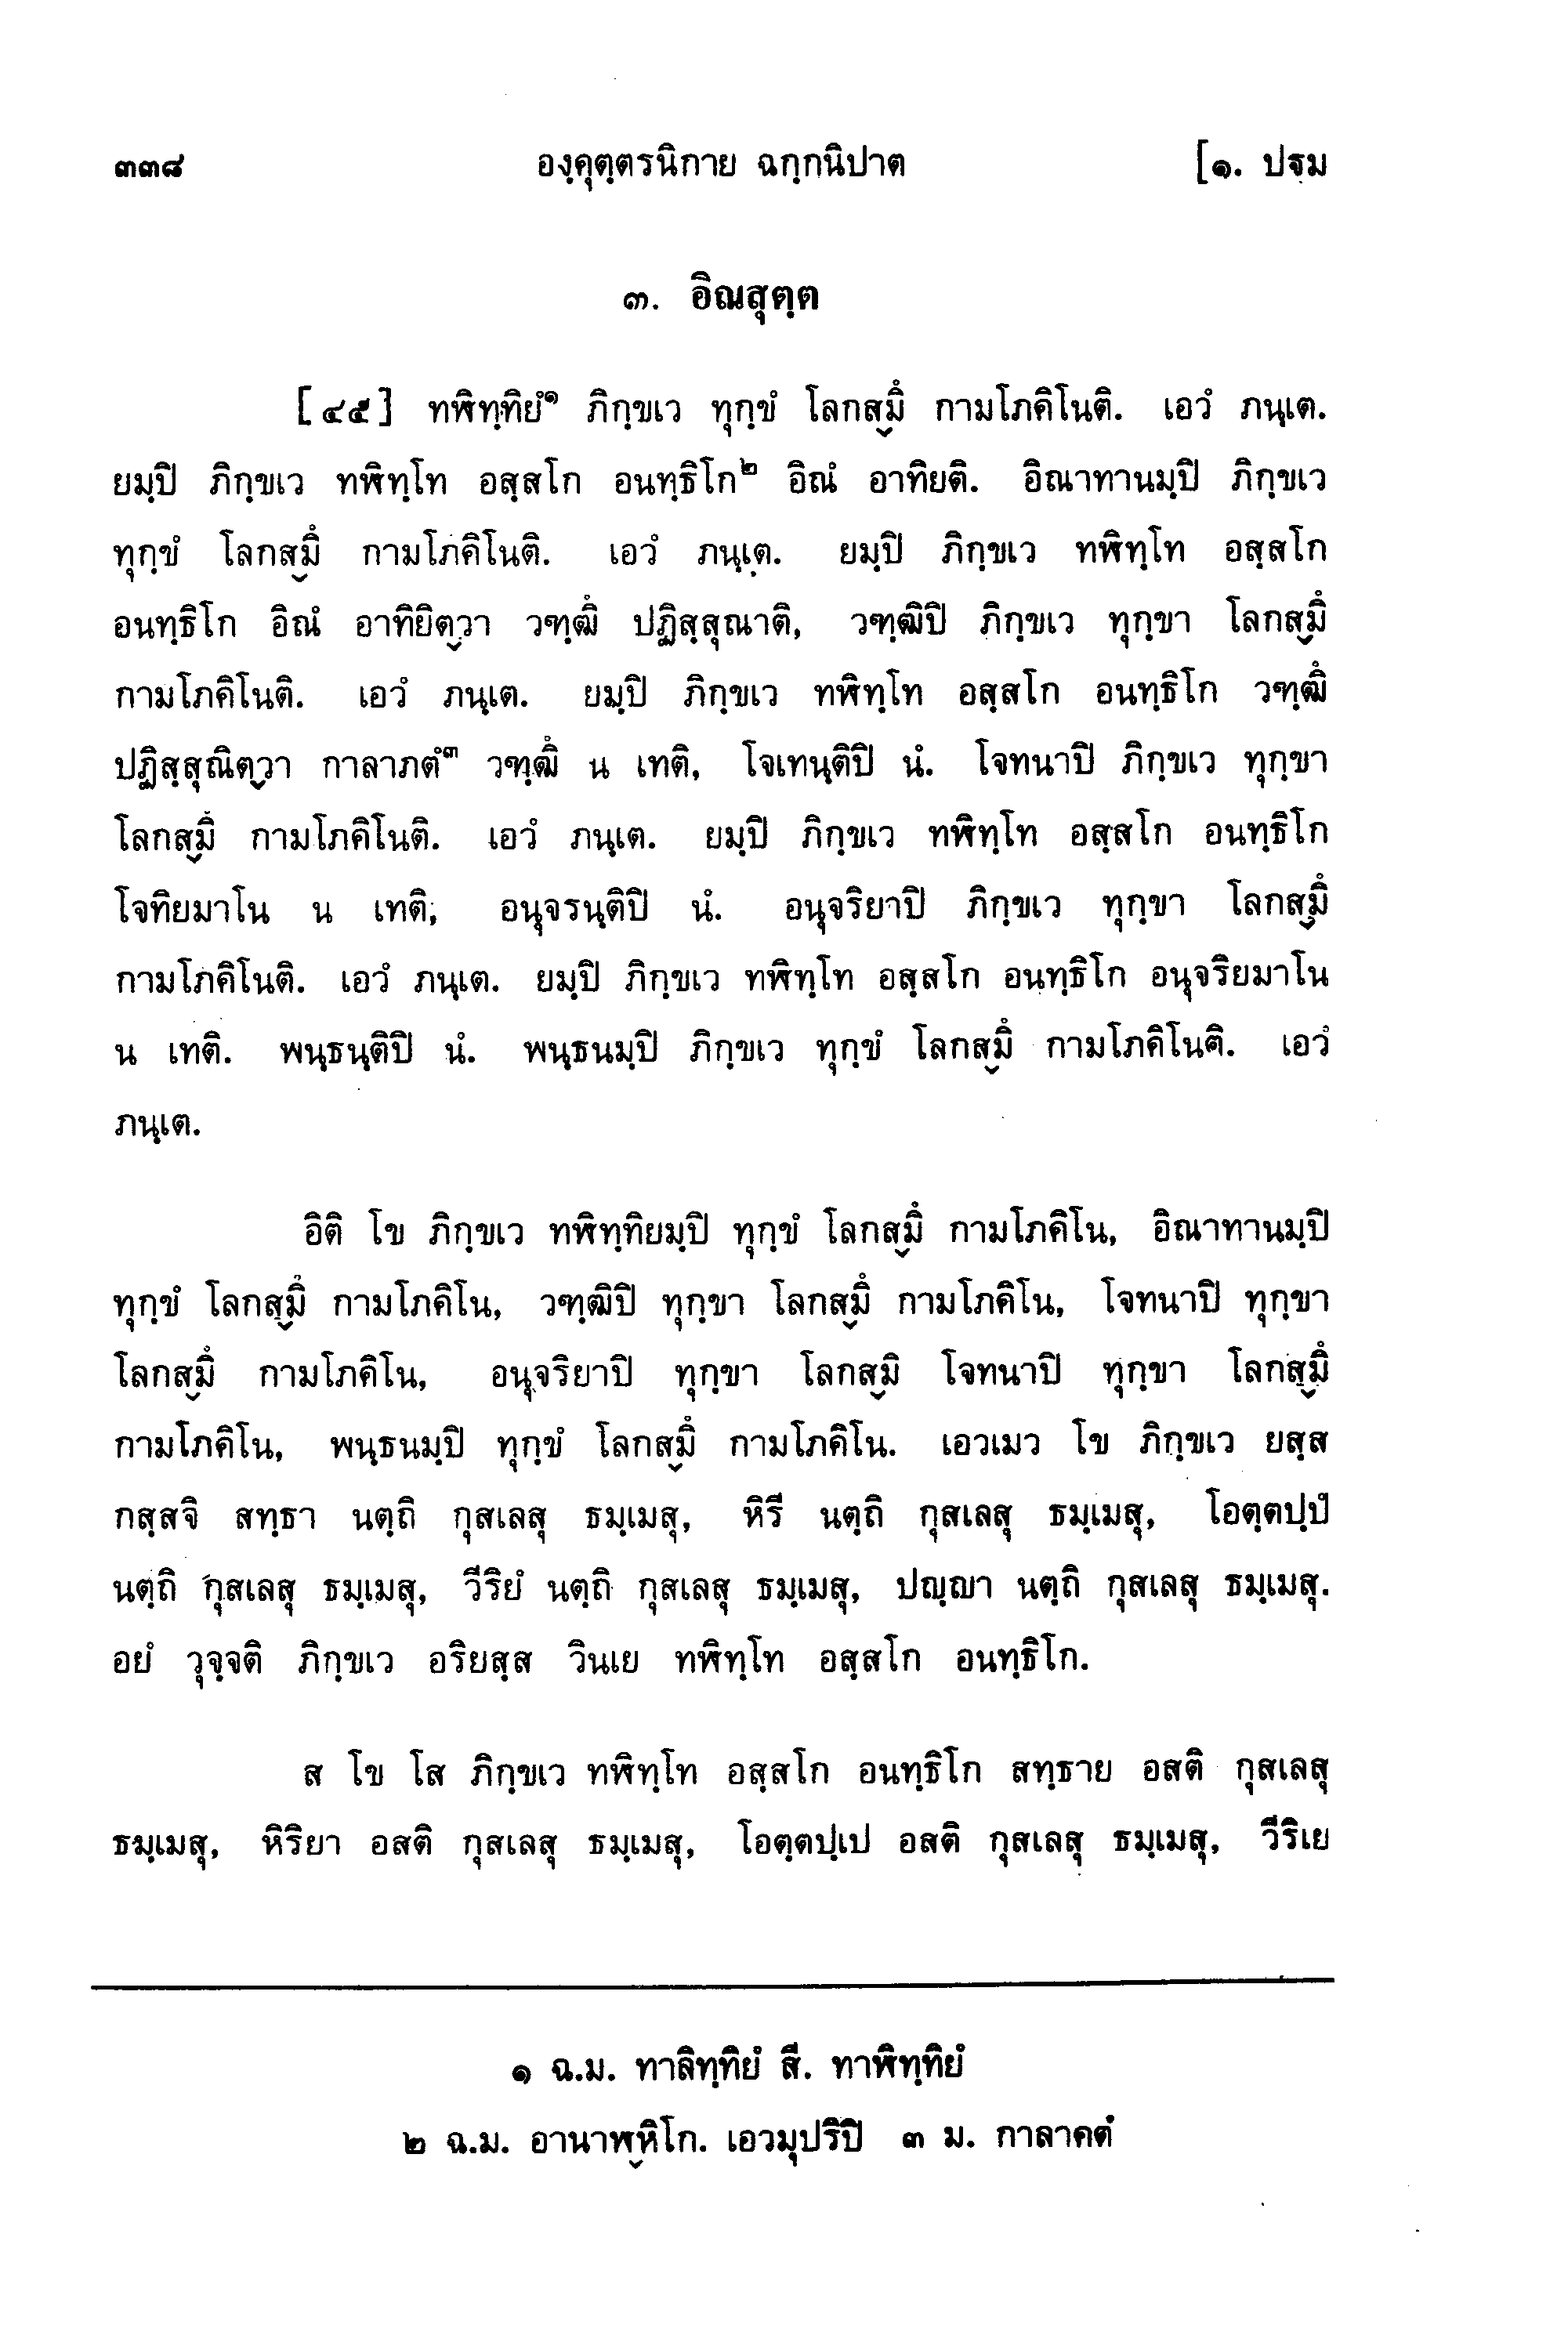 ๓๓๘ องฺคุตฺตรนิกาย ฉกฺกนิปาต [๑. ปฐม
๓. อิณสุตฺต
[๔๕] ทฬิทฺทิยํ๑ ภิกฺขเว ทุกฺขํ โลกสฺมึ กามโภคิโนติ. เอวํ ภนฺเต.
ยมฺปิ ภิกฺขเว ทฬิทฺโท อสฺสโก อนทฺธิโก๒ อิณํ อาทิยติ. อิณาทานมฺปิ ภิกฺขเว
ทุกฺขํ โลกสฺมึ กามโภคิโนติ. เอวํ ภนฺเต. ยมฺปิ ภิกฺขเว ทฬิทฺโท อสฺสโก
อนทฺธิโก อิณํ อาทิยิตฺวา วฑฺฒึ ปฏิสฺสุณาติ, วฑฺฒิปิ ภิกฺขเว ทุกฺขา โลกสฺมึ
กามโภคิโนติ. เอวํ ภนฺเต. ยมฺปิ ภิกฺขเว ทฬิทฺโท อสฺสโก อนทฺธิโก วฑฺฒึ
ปฏิสฺสุณิตฺวา กาลาภตํ๓ วฑฺฒึ น เทติ, โจเทนฺติปิ นํ. โจทนาปิ ภิกฺขเว ทุกฺขา
โลกสฺมึ กามโภคิโนติ. เอวํ ภนฺเต. ยมฺปิ ภิกฺขเว ทฬิทฺโท อสฺสโก อนทฺธิโก
โจทิยมาโน น เทติ, อนุจรนฺติปิ นํ. อนุจริยาปิ ภิกฺขเว ทุกฺขา โลกสฺมึ
กามโภคิโนติ. เอวํ ภนฺเต. ยมฺปิ ภิกฺขเว ทฬิทฺโท อสฺสโก อนทฺธิโก อนุจริยมาโน
น เทติ. พนฺธนฺติปิ นํ. พนฺธนมฺปิ ภิกฺขเว ทุกฺขํ โลกสฺมึ กามโภคิโนติ. เอวํ
ภนฺเต.
อิติ โข ภิกฺขเว ทฬิทฺทิยมฺปิ ทุกฺขํ โลกสฺมึ กามโภคิโน, อิณาทานมฺปิ
ทุกฺขํ โลกสฺมึ กามโภคิโน, วฑฺฒิปิ ทุกฺขา โลกสฺมึ กามโภคิโน, โจทนาปิ ทุกฺขา
โลกสฺมึ กามโภคิโน, อนุจริยาปิ ทุกฺขา โลกสฺมิ โจทนาปิ ทุกฺขา โลกสฺมึ
กามโภคิโน, พนฺธนมฺปิ ทุกฺขํ โลกสฺมึ กามโภคิโน. เอวเมว โข ภิกฺขเว ยสฺส
กสฺสจิ สทฺธา นตฺถิ กุสเลสุ ธมฺเมสุ, หิรี นตฺถิ กุสเลสุ ธมฺเมสุ, โอตฺตปฺปํ
นตฺถิ กุสเลสุ ธมฺเมสุ, วีริยํ นตฺถิ กุสเลสุ ธมฺเมสุ, ปญฺญา นตฺถิ กุสเลสุ ธมฺเมสุ.
อยํ วุจฺจติ ภิกฺขเว อริยสฺส วินเย ทฬิทฺโท อสฺสโก อนทฺธิโก.
ส โข โส ภิกฺขเว ทฬิทฺโท อสฺสโก อนทฺธิโก สทฺธาย อสติ กุสเลสุ
ธมฺเมสุ, หิริยา อสติ กุสเลสุ ธมฺเมสุ, โอตฺตปฺเป อสติ กุสเลสุ ธมฺเมสุ, วีริเย
๑ ฉ.ม. ทาลิทฺทิยํ สี. ทาฬิทฺทิยํ
๒ ฉ.ม. อานาฬฺหิโก. เอวมุปริปิ ๓ ม. กาลาคตํ